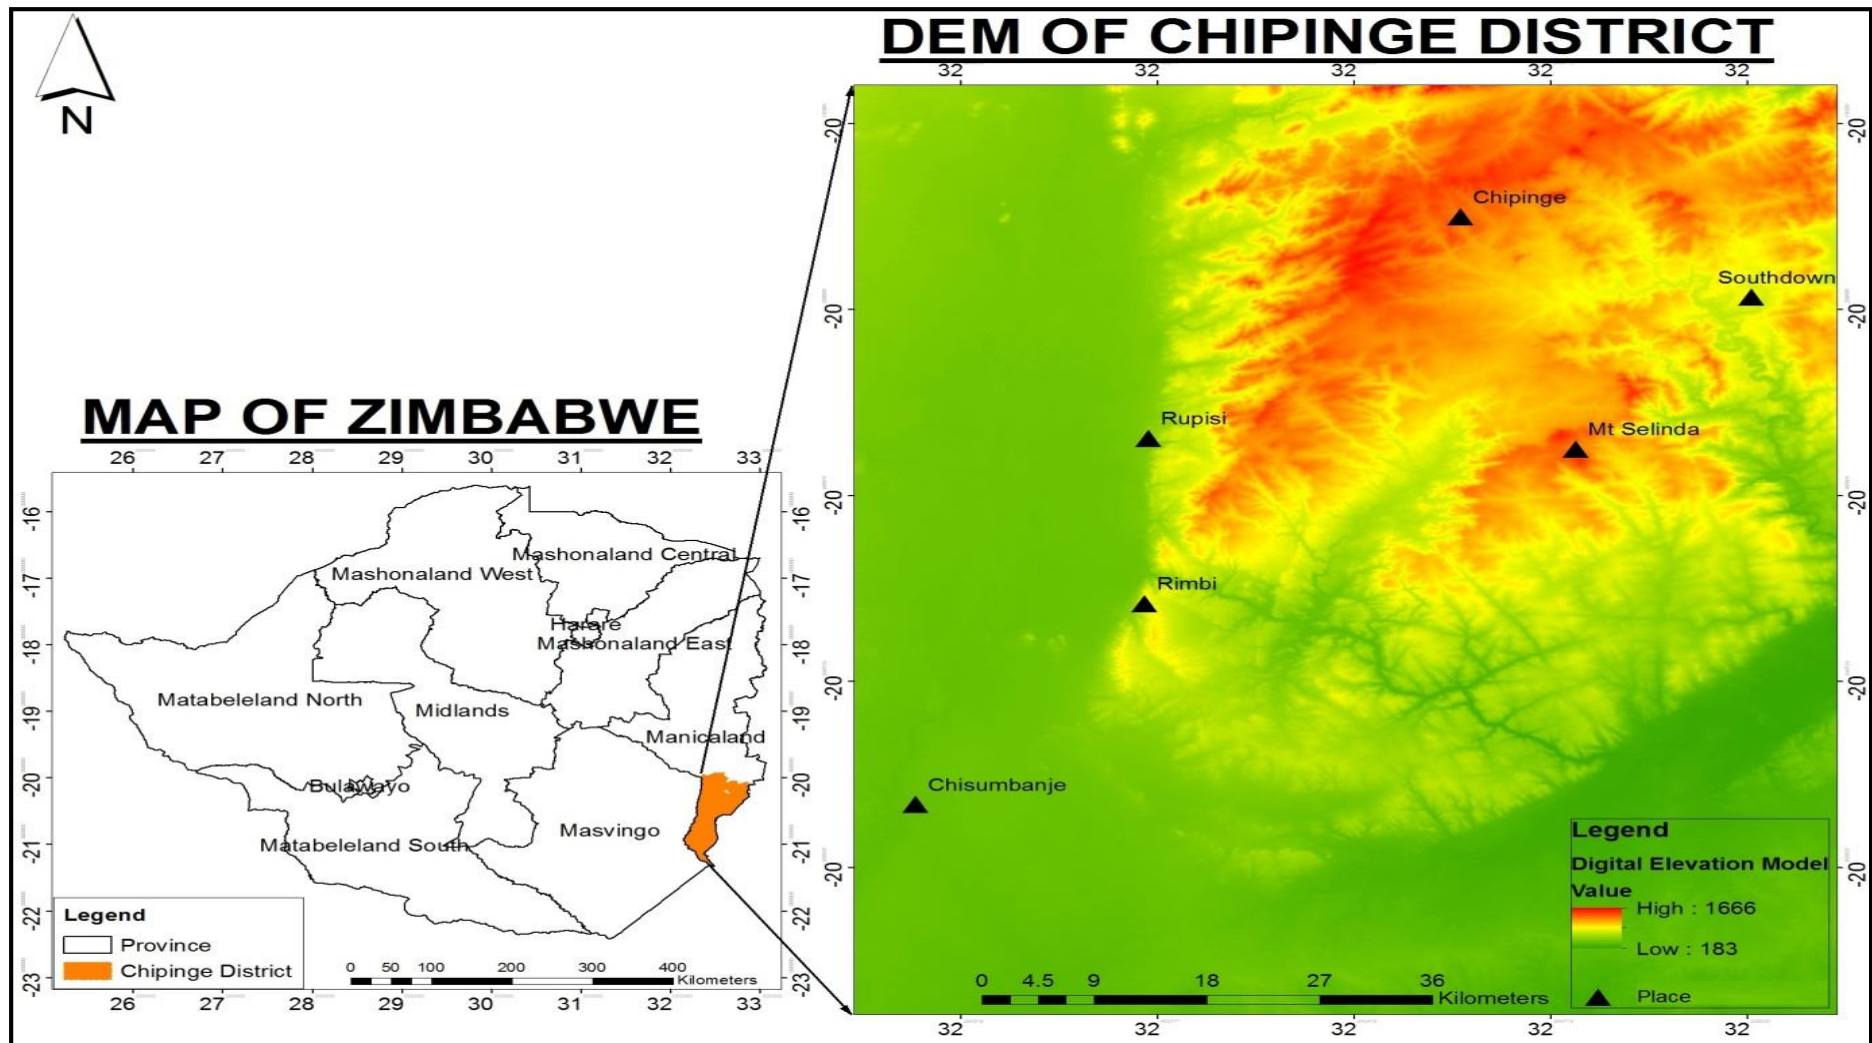 DEM OF CHIPINGE DISTRICT
N
32 32 32 32 32
-20 -20
Chipinge
Southdown
-20 -20
MAP OF ZIMBABWE
Rupisi
Mt Selinda
26 27 28 29 30 31 32 33
-20 -20
-16 -16
Mashonaland Central
Mashonaland West
-17 -17
Rimbi
Harare
Mashonaland East
-18 -18
Matabeleland North
Midlands
-20 -20
-19 -19
Manicaland
-20 -20
Bulawayo
Chisumbanje
Masvingo
Matabeleland South
-21 -21
-20 -20
Legend
Digital Elevation Model
Value
High : 1666
Low : 183
Place
-22 -22
Legend
Province
Chipinge District
0 50 100 200 300 400
Kilometers
-23 -23
26 27 28 29 30 31 32 33
0 4.5 9 18 27 36
Kilometers
32 32 32 32 32